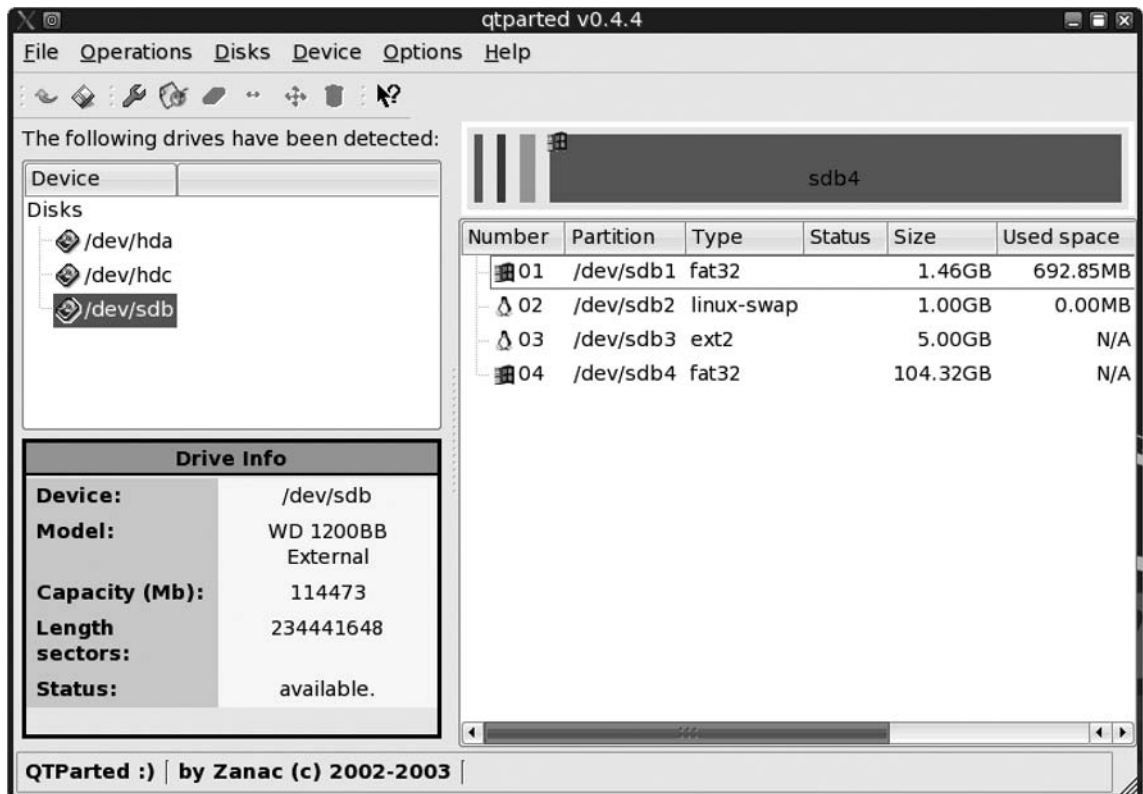 qtparted v0.4.4
File Operations Disks Device Options Help
The following drives have been detected:
Device
Disks
/dev/hda
/dev/hdc
/dev/sdb
Drive Info
Device: /dev/sdb
Model: WD 1200BB
External
Capacity (Mb): 114473
Length 234441648
sectors:
Status: available.
sdb4
Number Partition Type Status Size Used space
01 /dev/sdb1 fat32 1.46GB 692.85MB
02 /dev/sdb2 linux-swap 1.00GB 0.00MB
03 /dev/sdb3 ext2 5.00GB N/A
04 /dev/sdb4 fat32 104.32GB N/A
QTParted :) by Zanac (c) 2002-2003